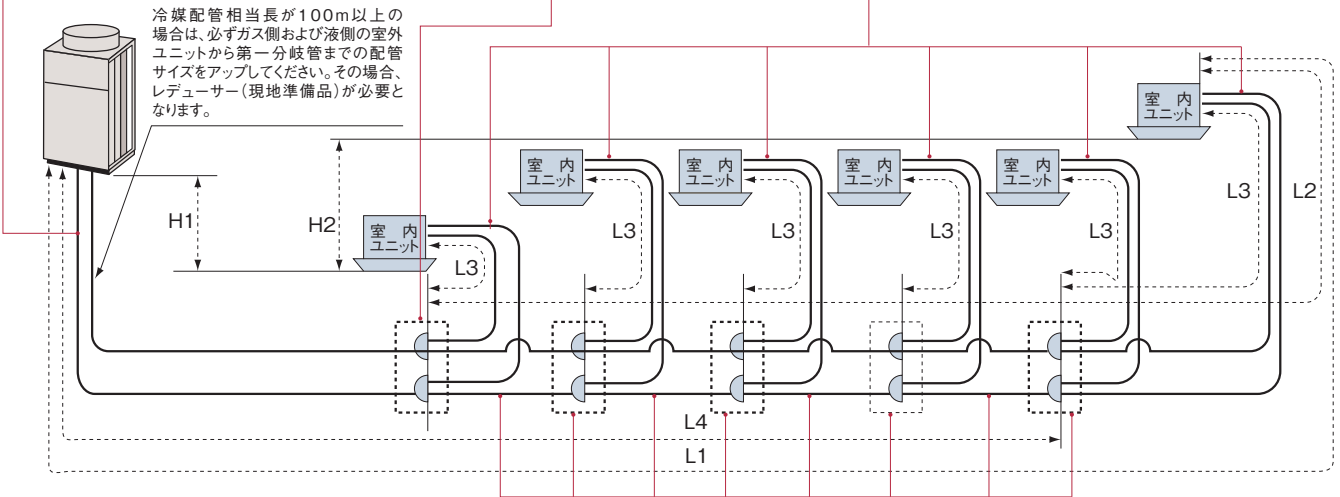 冷媒配管相当長が100m以上の
場合は、必ずガス側および液側の室外
ユニットから第一分岐管までの配管
サイズをアップしてください。その場合、
レデューサー(現地準備品)が必要と
なります。
室 内
ユニット
室 内
ユニット
室 内
ユニット
室 内
ユニット
室 内
ユニット
室 内
ユニット
H1
H2
L3
L3
L3
L3
L3
L3
L2
L4
L1